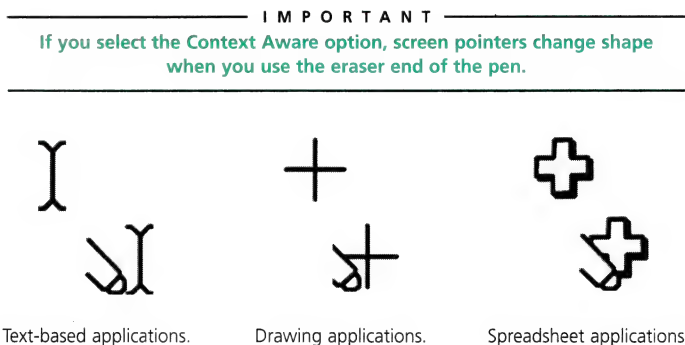 IMPORTANT
If you select the Context Aware option, screen pointers change shape
when you use the eraser end of the pen.
Text-based applications. Drawing applications. Spreadsheet applications